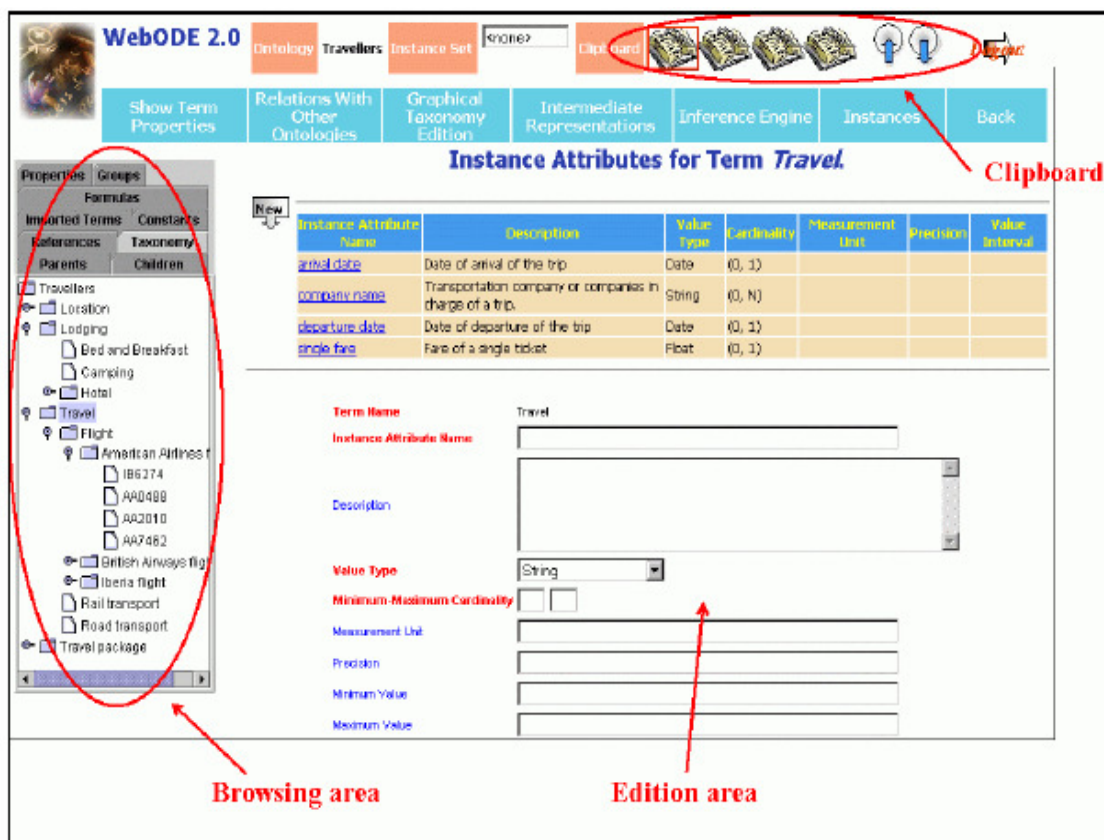 WebODE 2.0
Ontology Travellers Instance Set <none> Clipboard
Show Term Properties
Relations With Other Ontologies
Graphical Taxonomy Edition
Intermediate Representations
Inference Engine
Instances
Back
Clipboard
Instance Attributes for Term Travel.
Properties Groups
Formulas
Imported Terms Constants
References Taxonomy
Parents Children
Travellers
Location
Lodging
Bed and Breakfast
Camping
Hotel
Travel
Flight
American Airlines f
IB6274
AA0488
AA2010
AA7462
British Airways flig
Iberia flight
Rail transport
Road transport
Travel package
New
Instance Attribute Name Description Value Type Cardinality Measurement Unit Precision Value Interval
arrival date Date of arrival of the trip Date (0, 1)
company name Transportation company or companies in charge of a trip. String (0, N)
departure date Date of departure of the trip Date (0, 1)
single fare Fare of a single ticket Float (0, 1)
Term Name Travel
Instance Attribute Name
Description
Value Type String
Minimum-Maximum Cardinality
Measurement Unit
Precision
Minimum Value
Maximum Value
Browsing area
Edition area